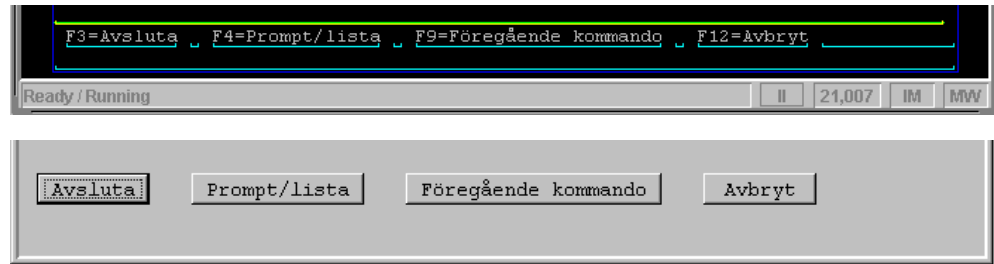 F3=Avsluta F4=Prompt/lista F9=Föregående kommando F12=Avbryt
Ready / Running II 21,007 IM MW
Avsluta Prompt/lista Föregående kommando Avbryt